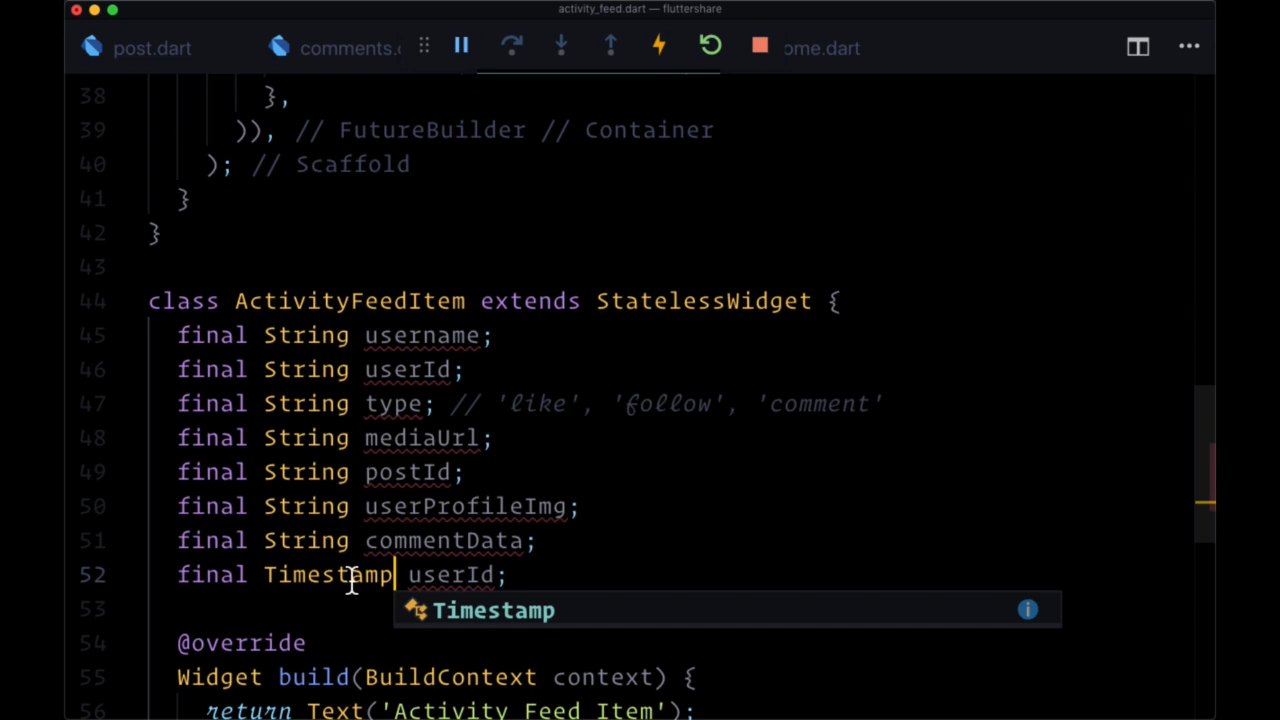 activity_feed.dart — fluttershare
post.dart comments. ome.dart
38 },
39 )), // FutureBuilder // Container
40 ); // Scaffold
41 }
42 }
43
44 class ActivityFeedItem extends StatelessWidget {
45 final String username;
46 final String userId;
47 final String type; // 'like', 'follow', 'comment'
48 final String mediaUrl;
49 final String postId;
50 final String userProfileImg;
51 final String commentData;
52 final Timestamp userId;
Timestamp
53
54 @override
55 Widget build(BuildContext context) {
56 return Text('Activity Feed Item');